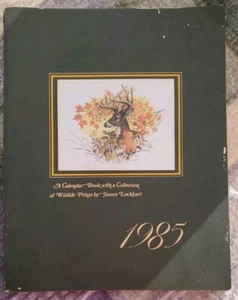 A Calendar Book with a Collection
of Wildlife Prints by James Lockhart
1985